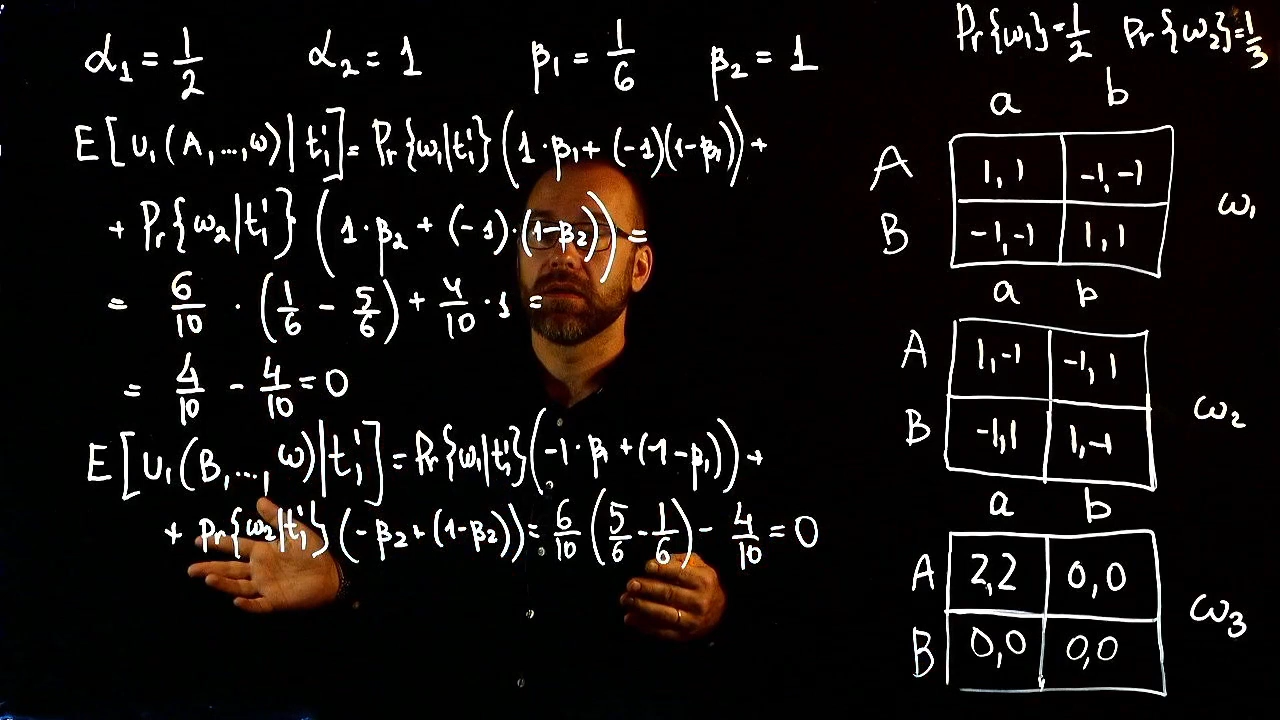 α₁ = 1/2 α₂ = 1 β₁ = 1/6 β₂ = 1
E[u₁(A,...,ω)|t₁'] = Pr{ω₁|t₁'}(1·β₁ + (-1)(1-β₁)) +
+ Pr{ω₂|t₁'}(1·β₂ + (-1)·(1-β₂)) =
= 6/10 · (1/6 - 5/6) + 4/10 · 1 =
= 4/10 - 4/10 = 0
E[u₁(B,...,ω)|t₁'] = Pr{ω₁|t₁'}(-1·β₁ + (1-β₁)) +
+ Pr{ω₂|t₁'}(-β₂ + (1-β₂)) = 6/10 (5/6 - 1/6) - 4/10 = 0
Pr{ω₁} = 1/2 Pr{ω₂} = 1/3
a b
A 1,1 -1,-1
ω₁
B -1,-1 1,1
a b
A 1,-1 -1,1
ω₂
B -1,1 1,-1
a b
A 2,2 0,0
ω₃
B 0,0 0,0